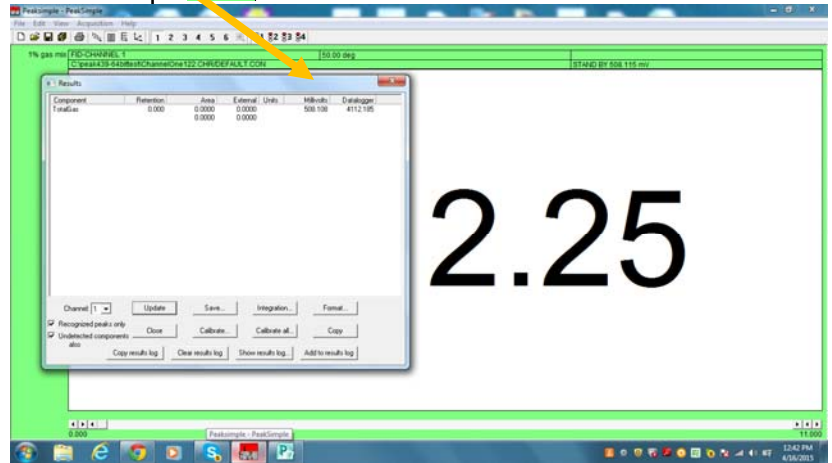 Peaksimple - PeakSimple
File Edit View Acquisition Help
1 2 3 4 5 6
$2 $3 $4
1% gas mix
FID-CHANNEL 1
50.00 deg
STAND BY 508.115 mV
Results
Component Retention Area External Units Millivolts Datalogger
TotalGas 0.000 0.0000 0.0000 508.108 4112.185
0.0000 0.0000
2.25
Channel: 1 Update Save... Integration... Format...
Recognized peaks only
Undetected components also
Close Calibrate... Calibrate all... Copy
Copy results log Clear results log Show results log... Add to results log
0.000 11.000
Peaksimple - PeakSimple
12:42 PM
4/16/2015